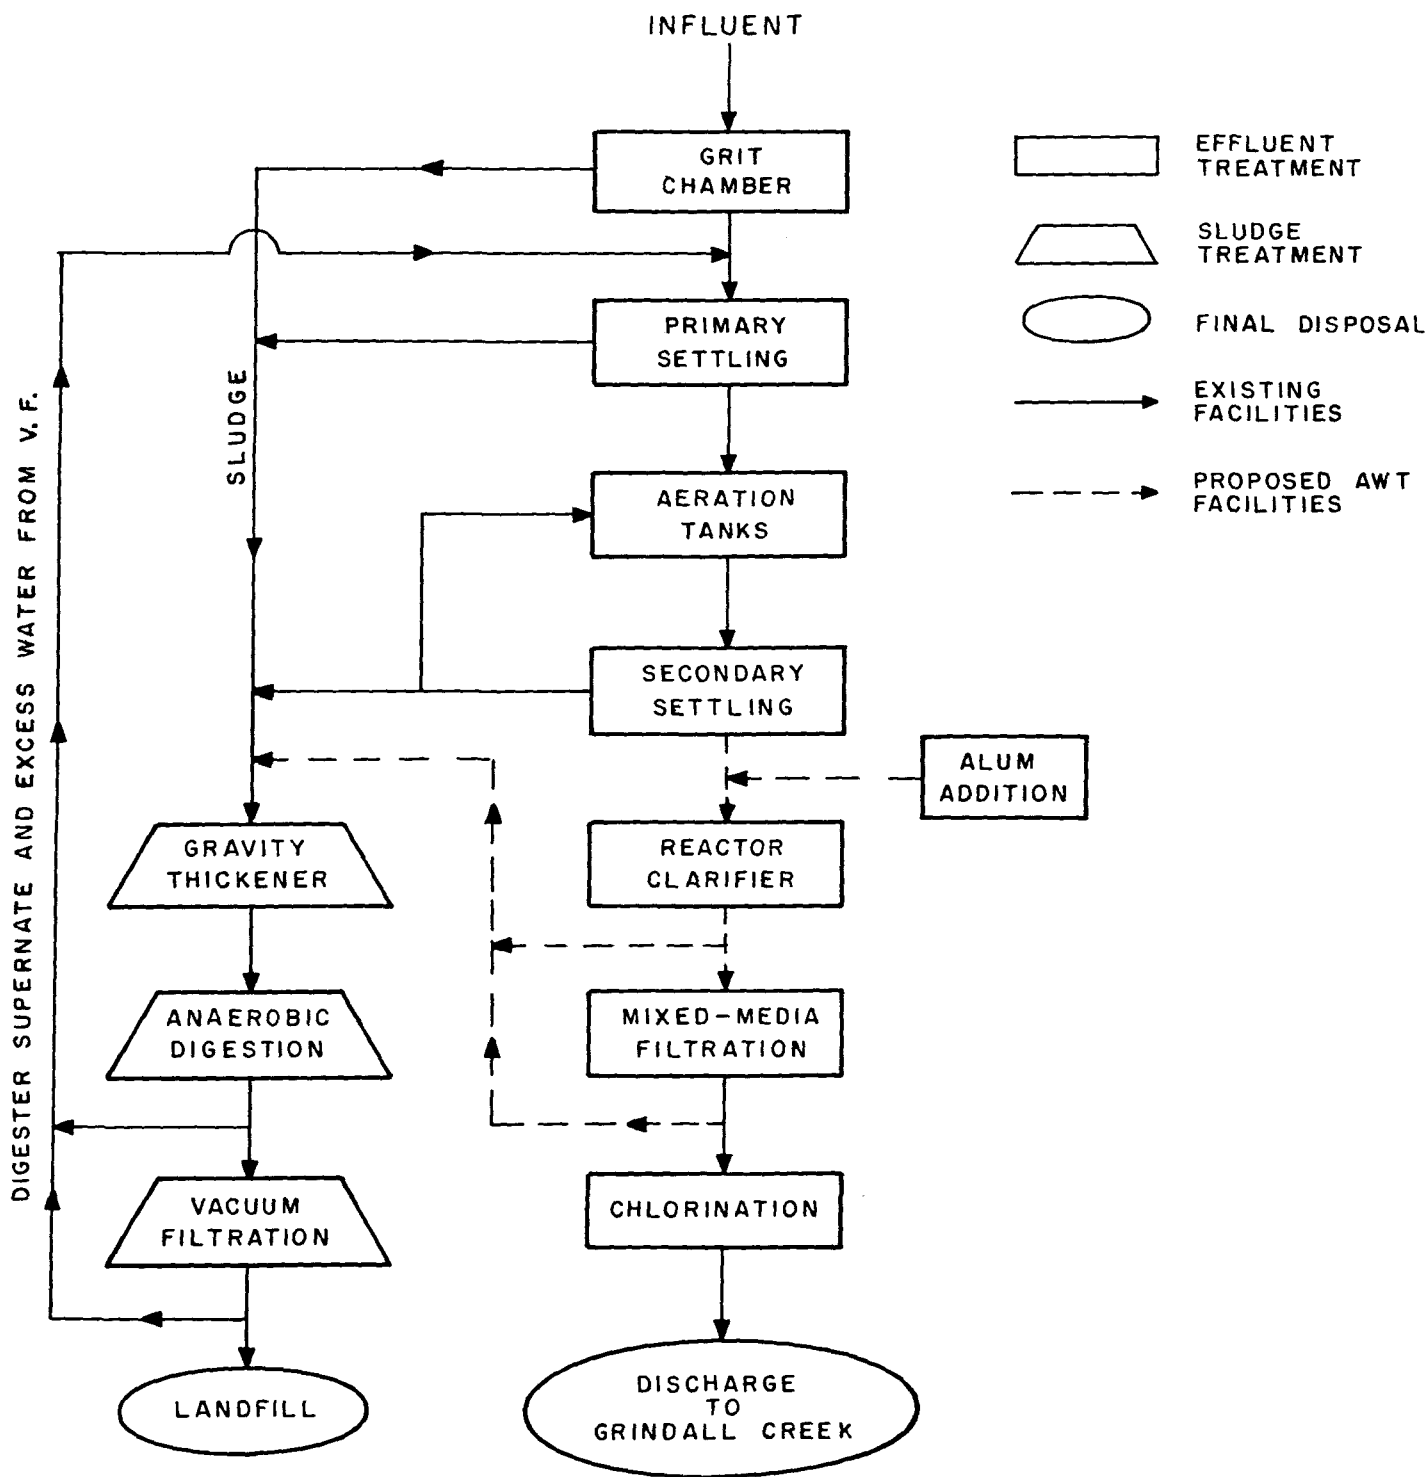 INFLUENT
GRIT
CHAMBER
PRIMARY
SETTLING
AERATION
TANKS
SECONDARY
SETTLING
ALUM
ADDITION
REACTOR
CLARIFIER
MIXED-MEDIA
FILTRATION
CHLORINATION
DISCHARGE
TO
GRINDALL CREEK
SLUDGE
GRAVITY
THICKENER
ANAEROBIC
DIGESTION
VACUUM
FILTRATION
LANDFILL
DIGESTER SUPERNATE AND EXCESS WATER FROM V. F.
EFFLUENT
TREATMENT
SLUDGE
TREATMENT
FINAL DISPOSAL
EXISTING
FACILITIES
PROPOSED AWT
FACILITIES